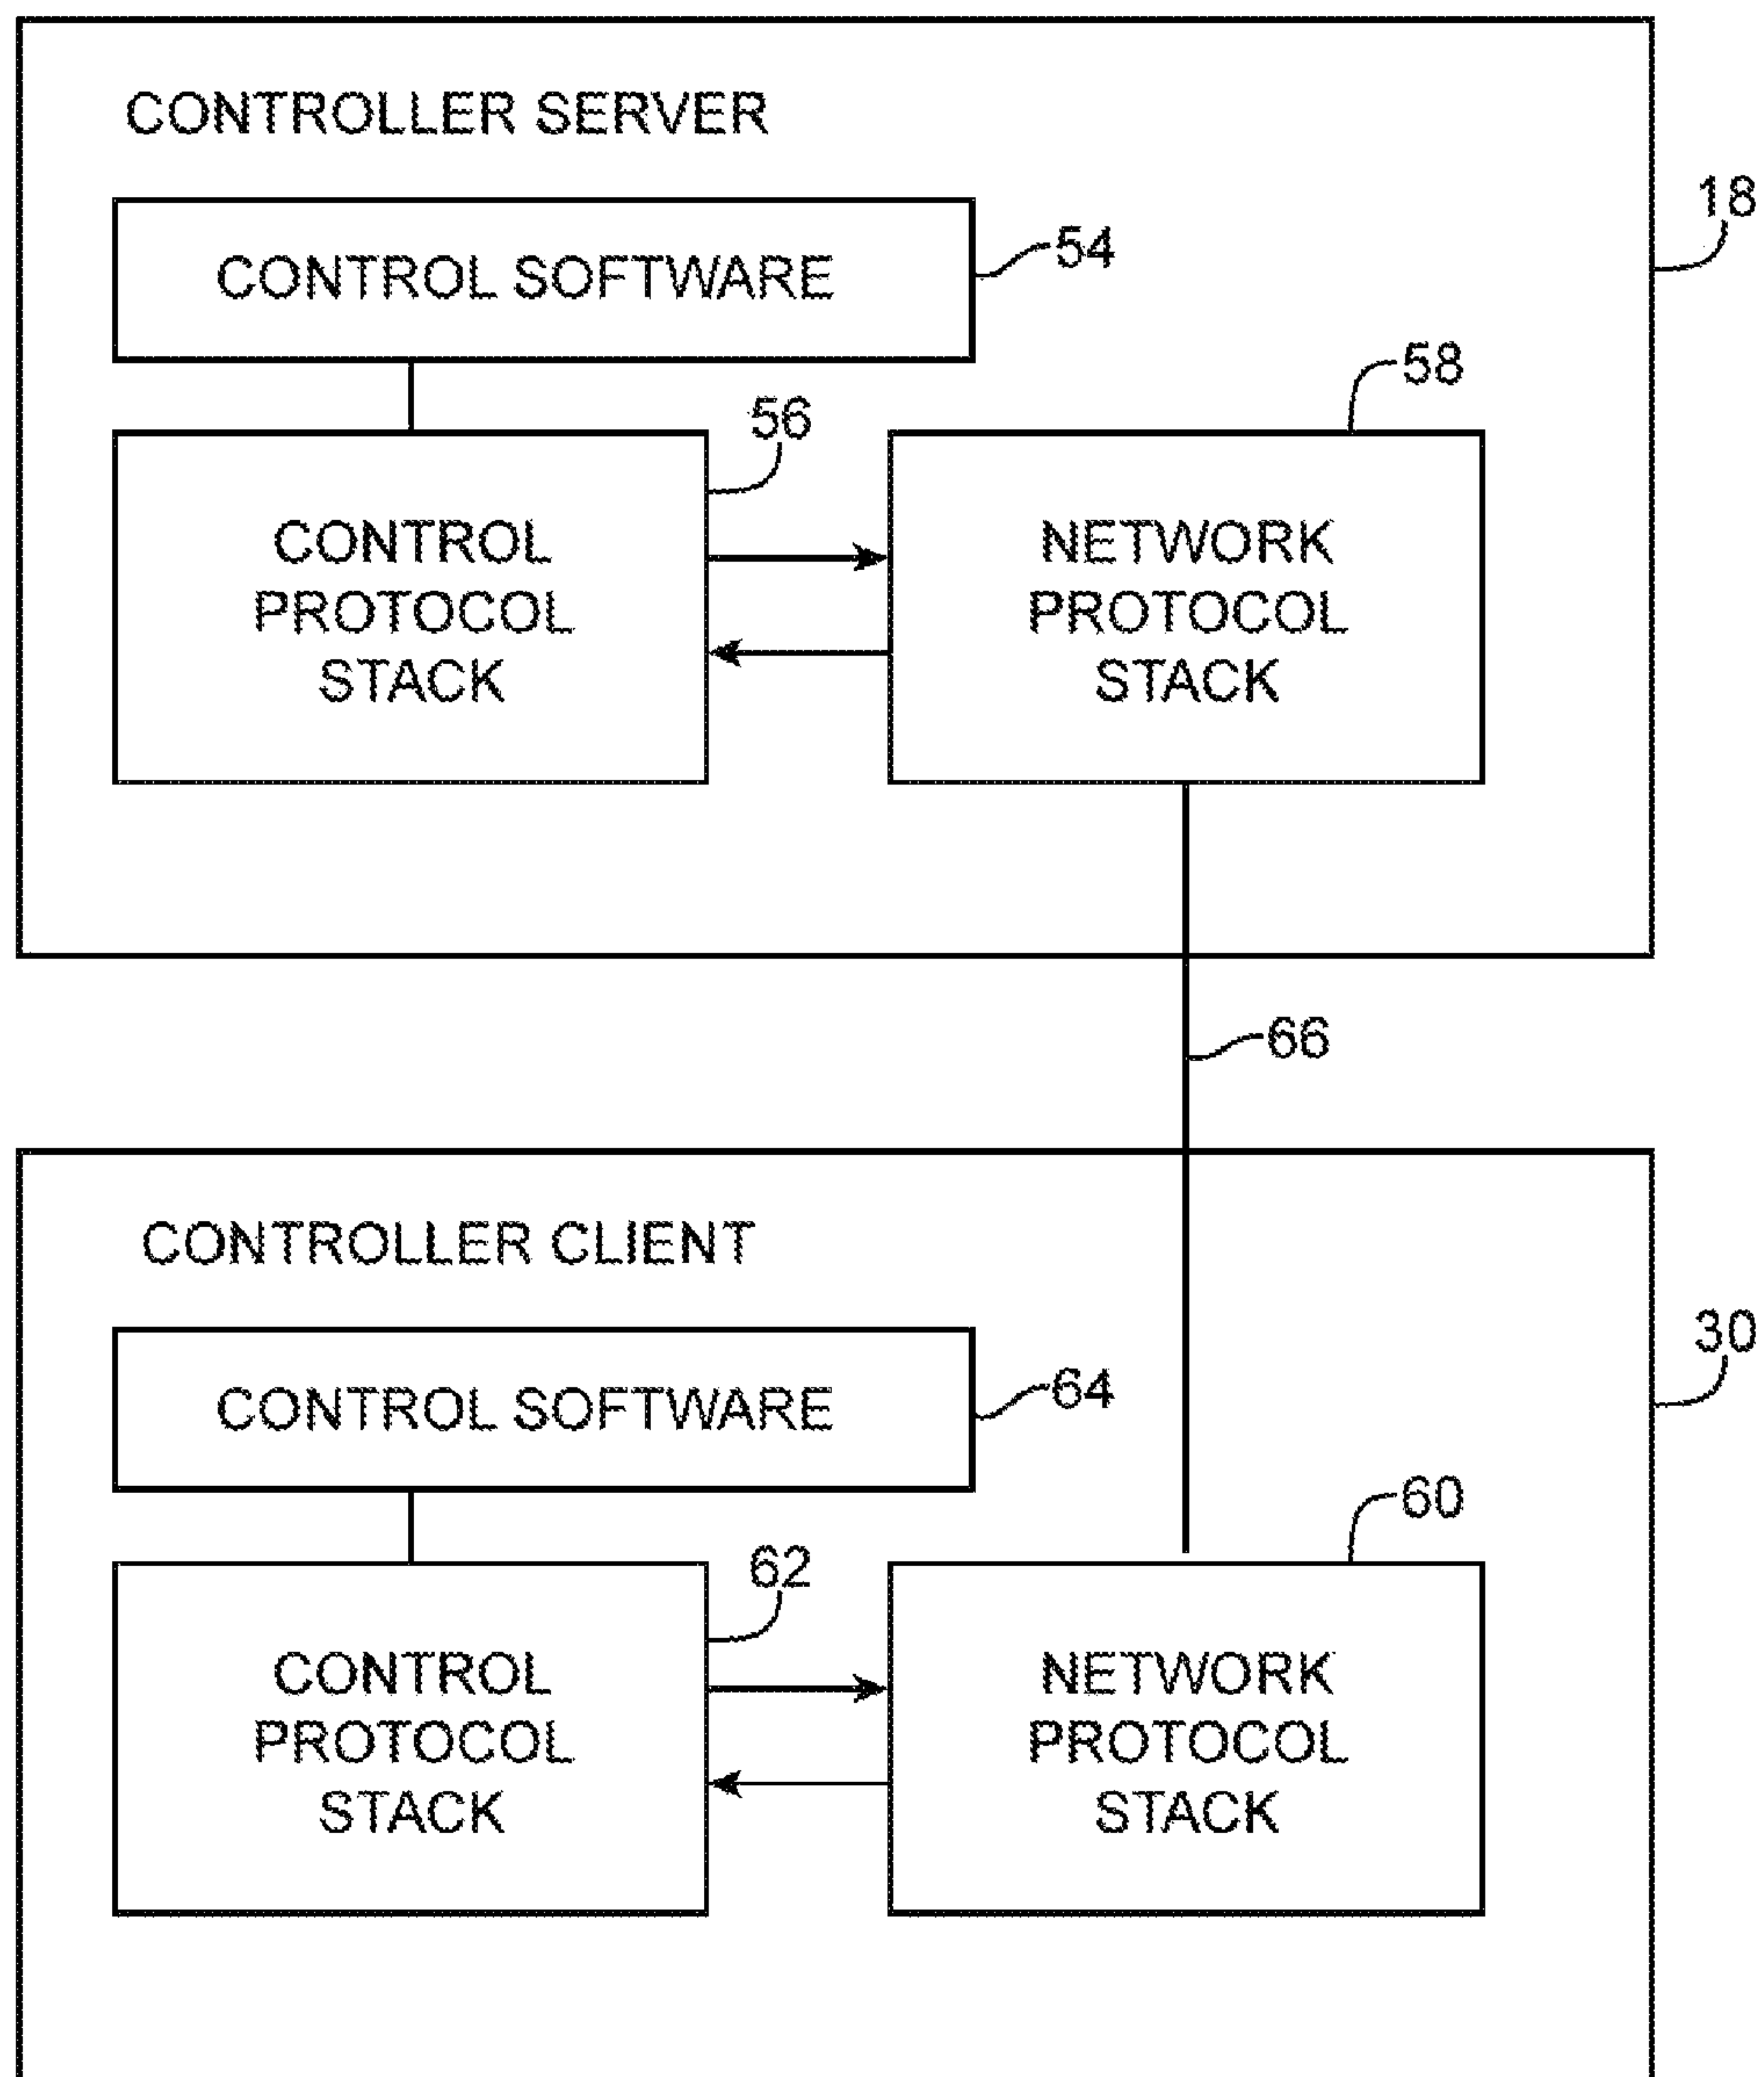 CONTROLLER SERVER
18
CONTROL SOFTWARE
54
58
56
CONTROL
PROTOCOL
STACK
NETWORK
PROTOCOL
STACK
66
CONTROLLER CLIENT
30
CONTROL SOFTWARE
64
60
62
CONTROL
PROTOCOL
STACK
NETWORK
PROTOCOL
STACK